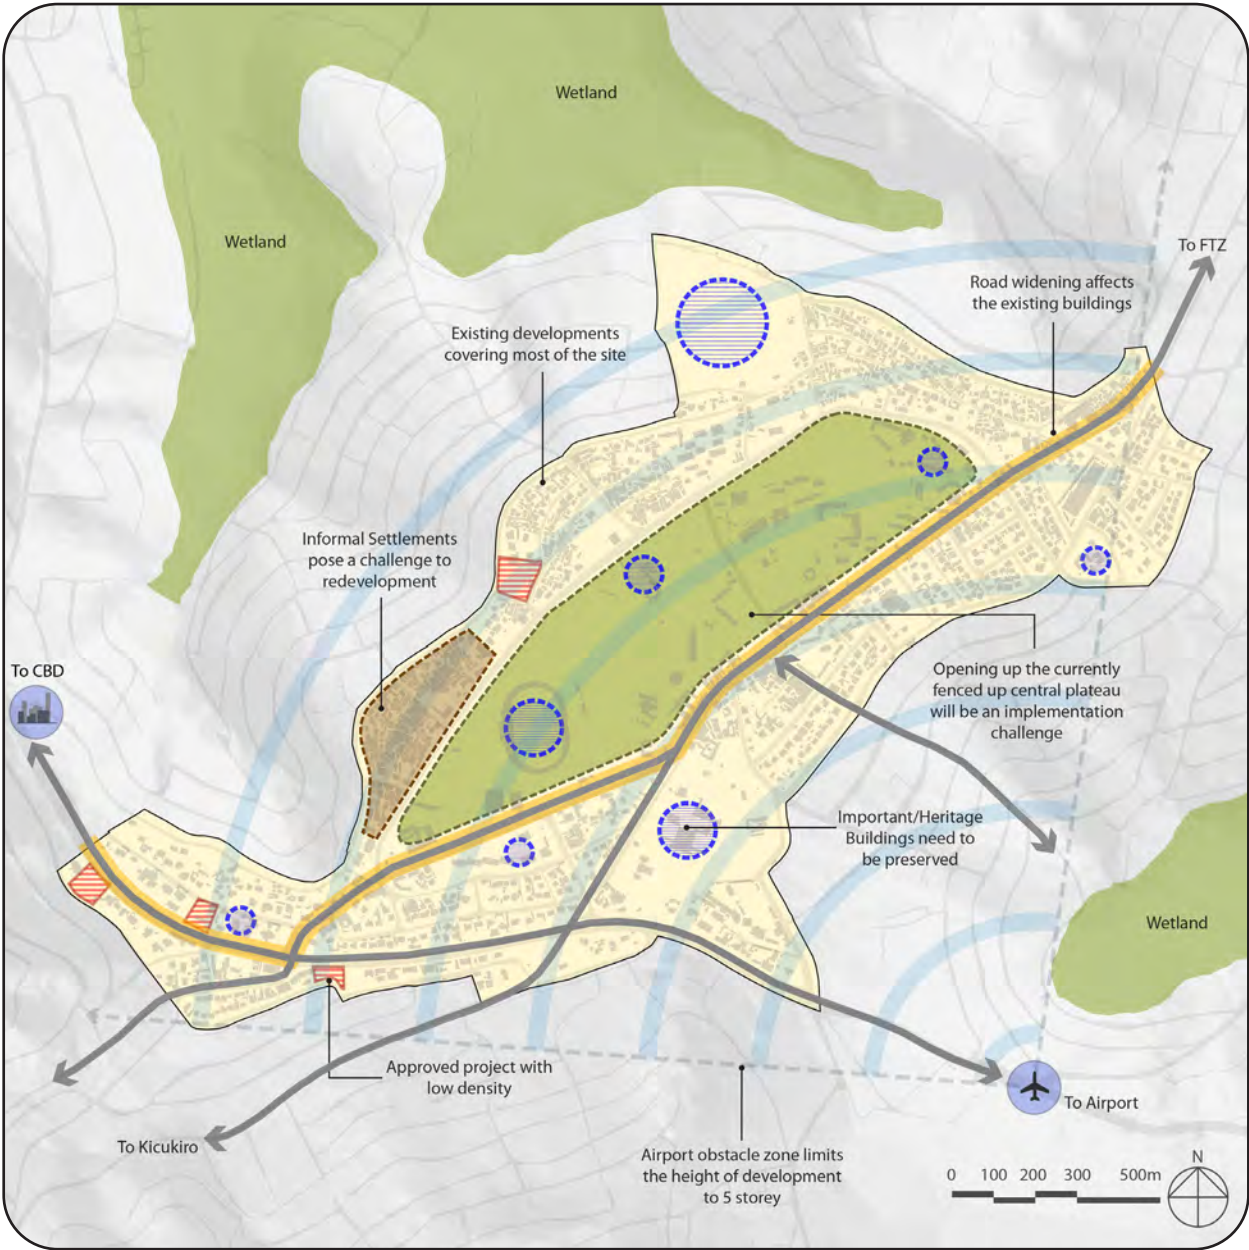 Wetland
Wetland
To FTZ
Road widening affects
the existing buildings
Existing developments
covering most of the site
Informal Settlements
pose a challenge to
redevelopment
To CBD
Opening up the currently
fenced up central plateau
will be an implementation
challenge
Important/Heritage
Buildings need to
be preserved
Wetland
Approved project with
low density
To Airport
To Kicukiro
Airport obstacle zone limits
the height of development
to 5 storey
N
0 100 200 300 500m